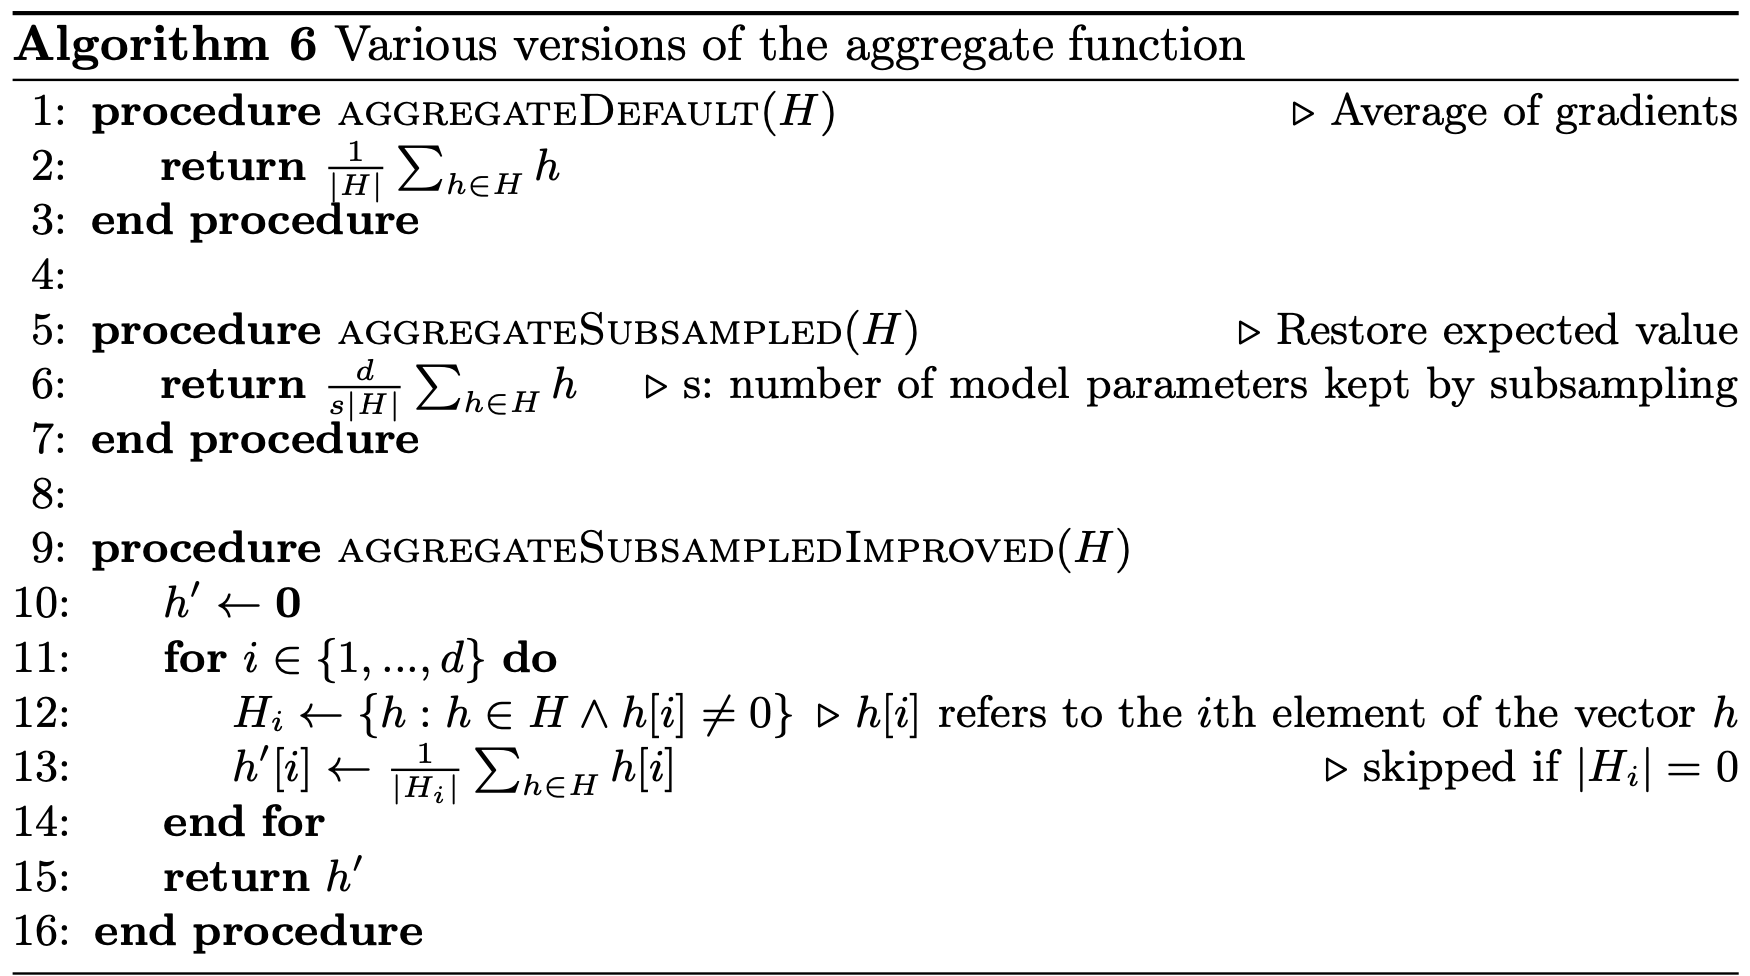 Algorithm 6 Various versions of the aggregate function
1: procedure AGGREGATEDEFAULT(H) ▷ Average of gradients
2: return $\frac{1}{|H|} \sum_{h \in H} h$
3: end procedure
4:
5: procedure AGGREGATESUBSAMPLED(H) ▷ Restore expected value
6: return $\frac{d}{s|H|} \sum_{h \in H} h$ ▷ s: number of model parameters kept by subsampling
7: end procedure
8:
9: procedure AGGREGATESUBSAMPLEDIMPROVED(H)
10: $h' \leftarrow \mathbf{0}$
11: for $i \in \{1, ..., d\}$ do
12: $H_i \leftarrow \{h : h \in H \wedge h[i] \neq 0\}$ ▷ $h[i]$ refers to the $i$th element of the vector $h$
13: $h'[i] \leftarrow \frac{1}{|H_i|} \sum_{h \in H} h[i]$ ▷ skipped if $|H_i| = 0$
14: end for
15: return $h'$
16: end procedure